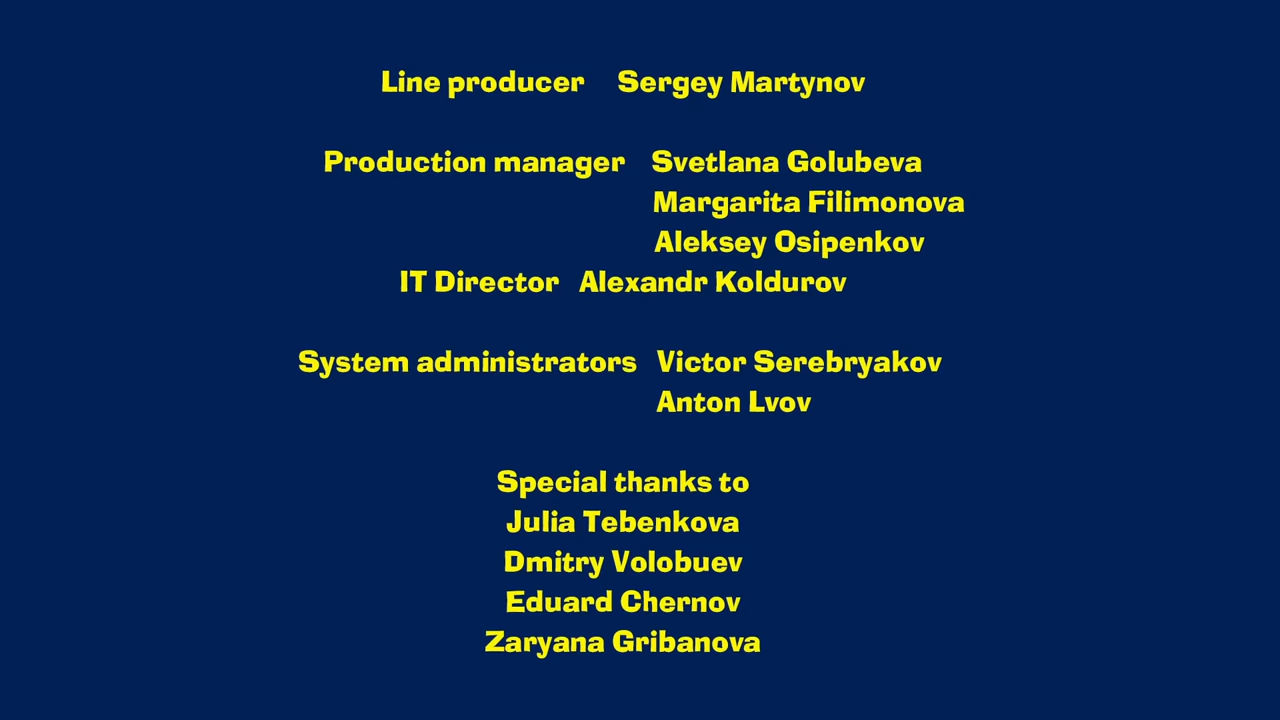 Line producer Sergey Martynov
Production manager Svetlana Golubeva
Margarita Filimonova
Aleksey Osipenkov
IT Director Alexandr Koldurov
System administrators Victor Serebryakov
Anton Lvov
Special thanks to
Julia Tebenkova
Dmitry Volobuev
Eduard Chernov
Zaryana Gribanova